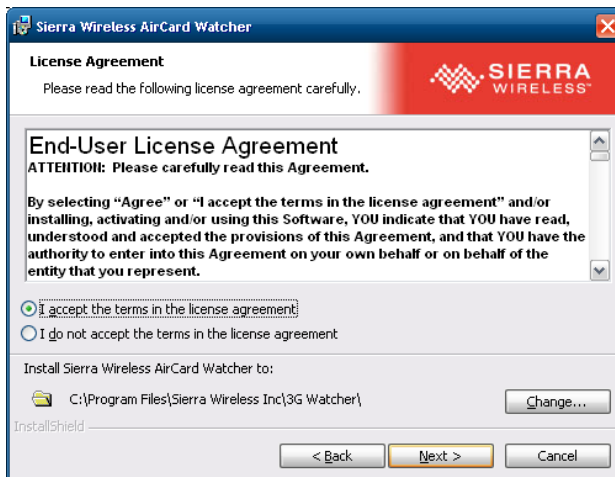 Sierra Wireless AirCard Watcher
License Agreement
Please read the following license agreement carefully.
SIERRA
WIRELESS™
End-User License Agreement
ATTENTION: Please carefully read this Agreement.
By selecting “Agree” or “I accept the terms in the license agreement” and/or
installing, activating and/or using this Software, YOU indicate that YOU have read,
understood and accepted the provisions of this Agreement, and that YOU have the
authority to enter into this Agreement on your own behalf or on behalf of the
entity that you represent.
I accept the terms in the license agreement
I do not accept the terms in the license agreement
Install Sierra Wireless AirCard Watcher to:
C:\Program Files\Sierra Wireless Inc\3G Watcher\
Change...
InstallShield
< Back
Next >
Cancel